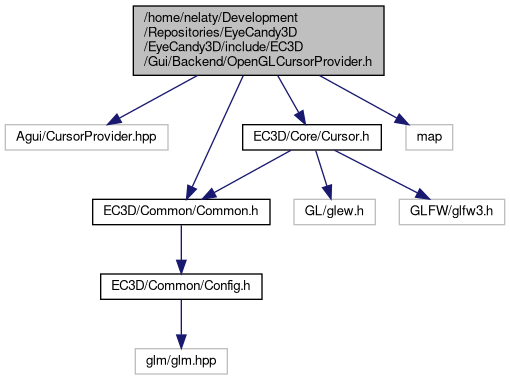 /home/nelaty/Development
/Repositories/EyeCandy3D
/EyeCandy3D/include/EC3D
/Gui/Backend/OpenGLCursorProvider.h
Agui/CursorProvider.hpp
EC3D/Core/Cursor.h
map
EC3D/Common/Common.h
GL/glew.h
GLFW/glfw3.h
EC3D/Common/Config.h
glm/glm.hpp